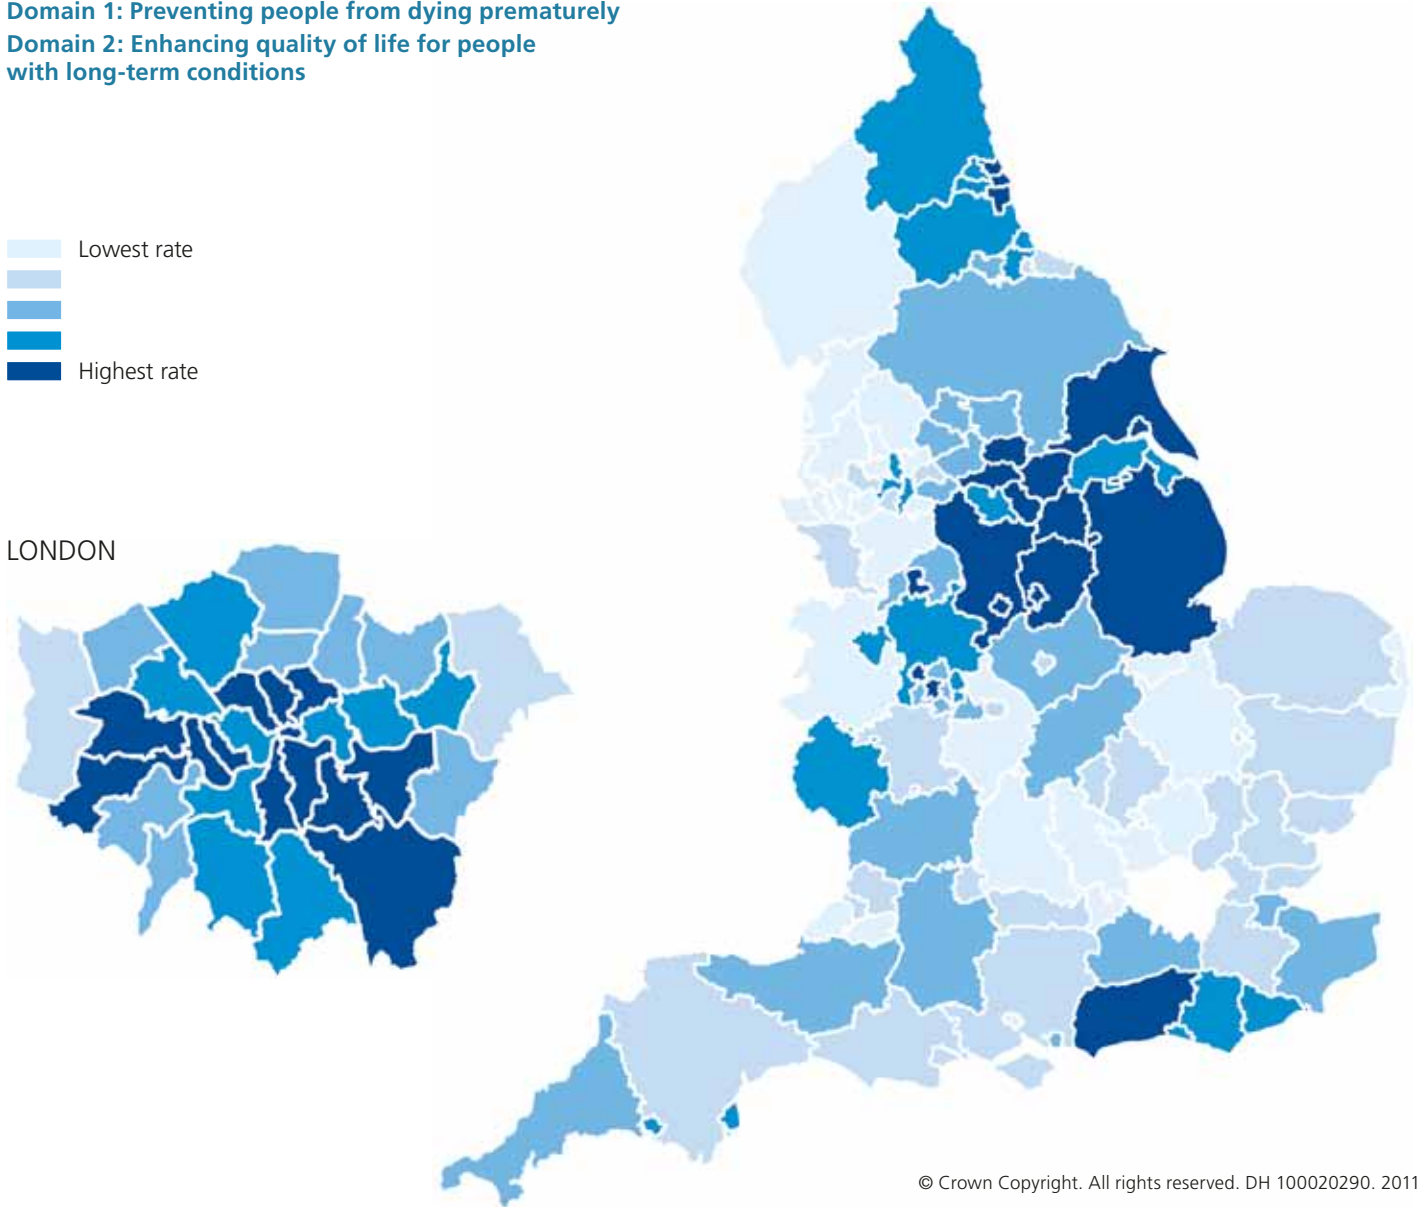 Domain 1: Preventing people from dying prematurely
Domain 2: Enhancing quality of life for people
with long-term conditions
Lowest rate
Highest rate
LONDON
© Crown Copyright. All rights reserved. DH 100020290. 2011